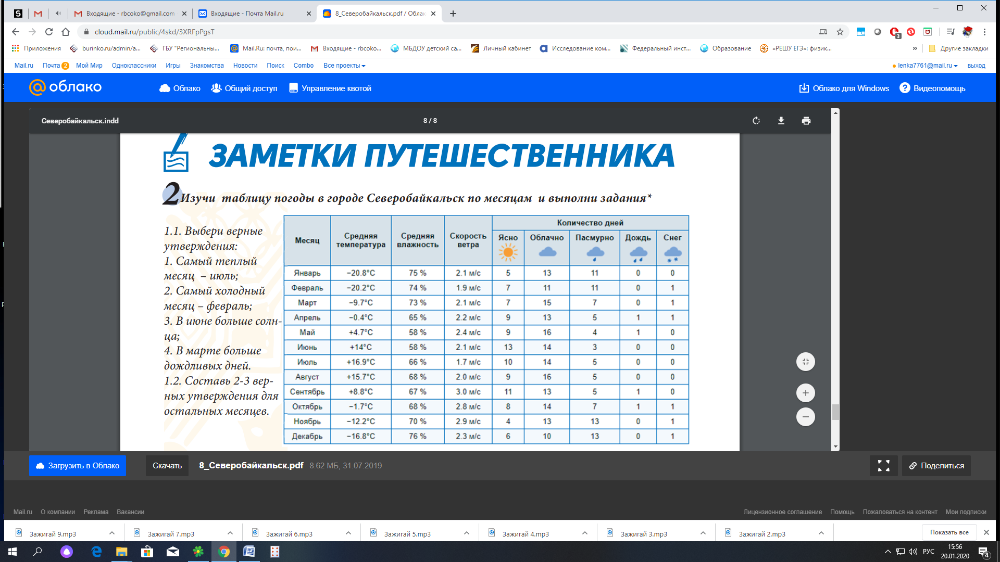 Входящие - rbcoko@gmail.com
Входящие - Почта Mail.ru
8_Северобайкальск.pdf / Облак
cloud.mail.ru/public/4skd/3XRFpPgsT
3
Приложения
burinko.ru/admin/a...
ГБУ "Региональны...
Mail.Ru: почта, пои...
Входящие - rbcoko...
МБДОУ детский са...
Личный кабинет
Исследование ком...
Федеральный инст...
Образование
«РЕШУ ЕГЭ»: физик...
» Другие закладки
Mail.ru Почта 2 Мой Мир Одноклассники Игры Знакомства Новости Поиск Combo Все проекты
lenka7761@mail.ru выход
@облако
Облако Общий доступ Управление квотой
Облако для Windows ? Видеопомощь
Северобайкальск.indd 8 / 8
ЗАМЕТКИ ПУТЕШЕСТВЕННИКА
2 Изучи таблицу погоды в городе Северобайкальск по месяцам и выполни задания*
1.1. Выбери верные
утверждения:
1. Самый теплый
месяц – июль;
2. Самый холодный
месяц – февраль;
3. В июне больше солн-
ца;
4. В марте больше
дождливых дней.
1.2. Составь 2-3 вер-
ных утверждения для
остальных месяцев.
Количество дней
Месяц Средняя температура Средняя влажность Скорость ветра Ясно Облачно Пасмурно Дождь Снег
Январь −20.8°C 75 % 2.1 м/с 5 13 11 0 0
Февраль −20.2°C 74 % 1.9 м/с 7 11 11 0 1
Март −9.7°C 73 % 2.1 м/с 7 15 7 0 1
Апрель −0.4°C 65 % 2.2 м/с 9 13 5 1 1
Май +4.7°C 58 % 2.4 м/с 9 16 4 1 0
Июнь +14°C 58 % 2.1 м/с 13 14 3 0 0
Июль +16.9°C 66 % 1.7 м/с 10 14 5 0 0
Август +15.7°C 68 % 2.0 м/с 9 16 5 0 0
Сентябрь +8.8°C 67 % 3.0 м/с 11 13 5 1 0
Октябрь −1.7°C 68 % 2.8 м/с 8 14 7 1 1
Ноябрь −12.2°C 70 % 2.9 м/с 4 13 13 0 1
Декабрь −16.8°C 76 % 2.3 м/с 6 10 13 0 1
Загрузить в Облако Скачать 8_Северобайкальск.pdf 8.62 МБ, 31.07.2019 Поделиться
Mail.ru О компании Реклама Вакансии
Лицензионное соглашение Помощь Пожаловаться на контент Мои подписки
Зажигай 9.mp3 Зажигай 7.mp3 Зажигай 6.mp3 Зажигай 5.mp3 Зажигай 4.mp3 Зажигай 3.mp3 Зажигай 2.mp3 Показать все
РУС 15:56
20.01.2020
4